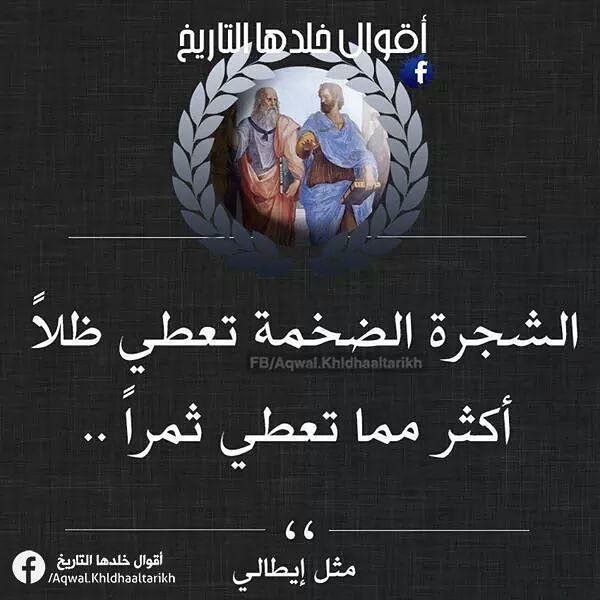 أقوال خلدها التاريخ
f
الشجرة الضخمة تعطي ظلاً
FB/Aqwal.Khldhaaltarikh
أكثر مما تعطي ثمراً ..
“
مثل إيطالي
f أقوال خلدها التاريخ
/Aqwal.Khldhaaltarikh